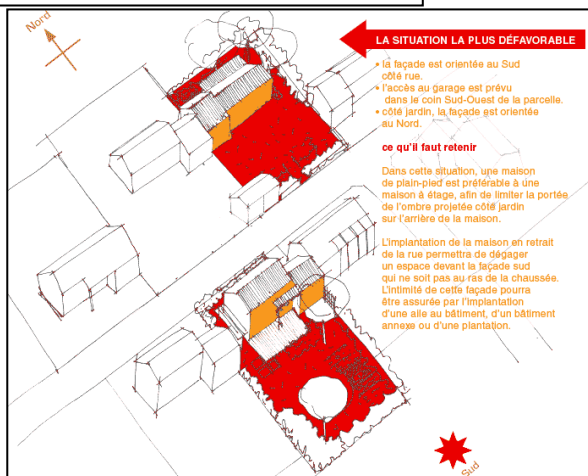 Nord
LA SITUATION LA PLUS DÉFAVORABLE
• la façade est orientée au Sud
côté rue.
• l'accès au garage est prévu
dans le coin Sud-Ouest de la parcelle.
• côté jardin, la façade est orientée
au Nord.
ce qu'il faut retenir
Dans cette situation, une maison
de plain-pied est préférable à une
maison à étage, afin de limiter la portée
de l'ombre projetée côté jardin
sur l'arrière de la maison.
L'implantation de la maison en retrait
de la rue permettra de dégager
un espace devant la façade sud
qui ne soit pas au ras de la chaussée.
L'intimité de cette façade pourra
être assurée par l'implantation
d'une aile au bâtiment, d'un bâtiment
annexe ou d'une plantation.
Sud